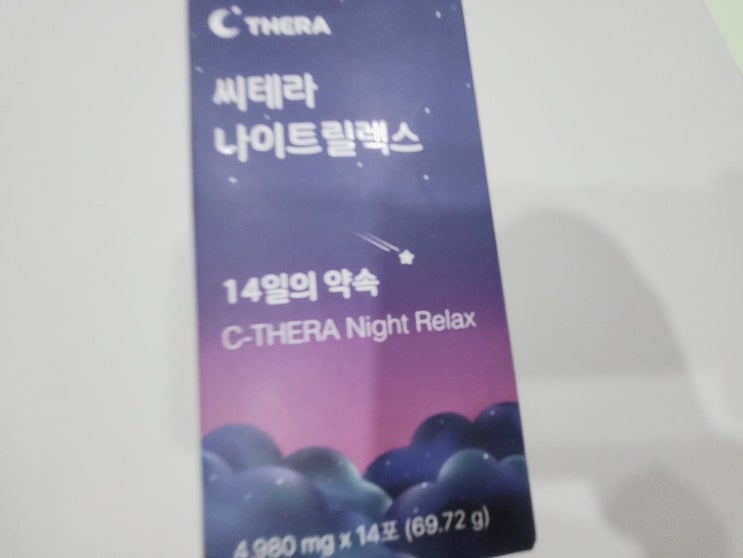 C THERA
씨테라
나이트릴렉스
14일의 약속
C-THERA Night Relax
4,980 mg x 14포 (69.72 g)